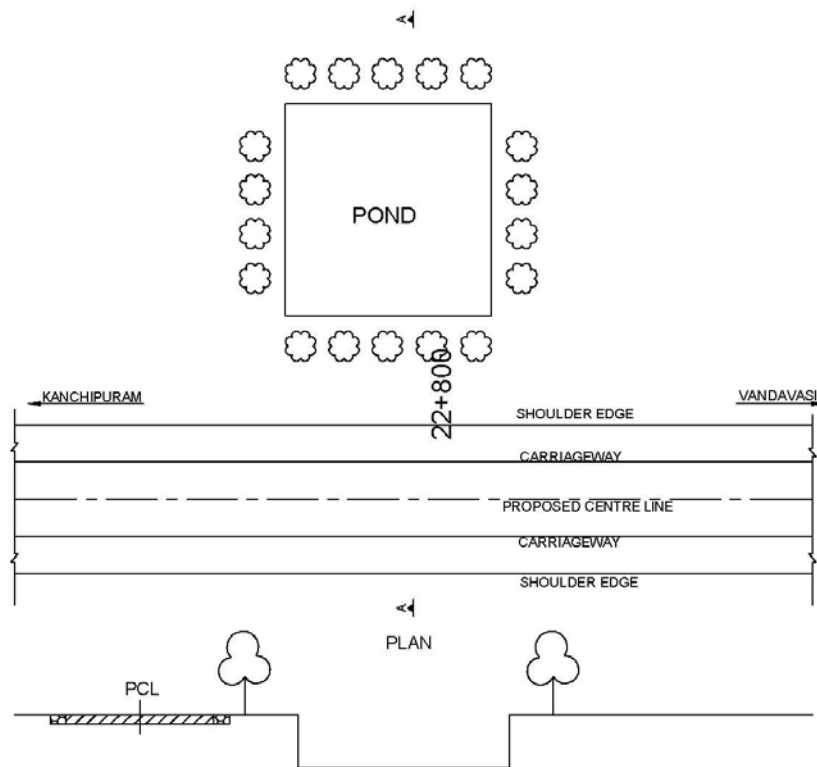 A
POND
22+800
KANCHIPURAM
VANDAVASI
SHOULDER EDGE
CARRIAGEWAY
PROPOSED CENTRE LINE
CARRIAGEWAY
SHOULDER EDGE
A
PLAN
PCL